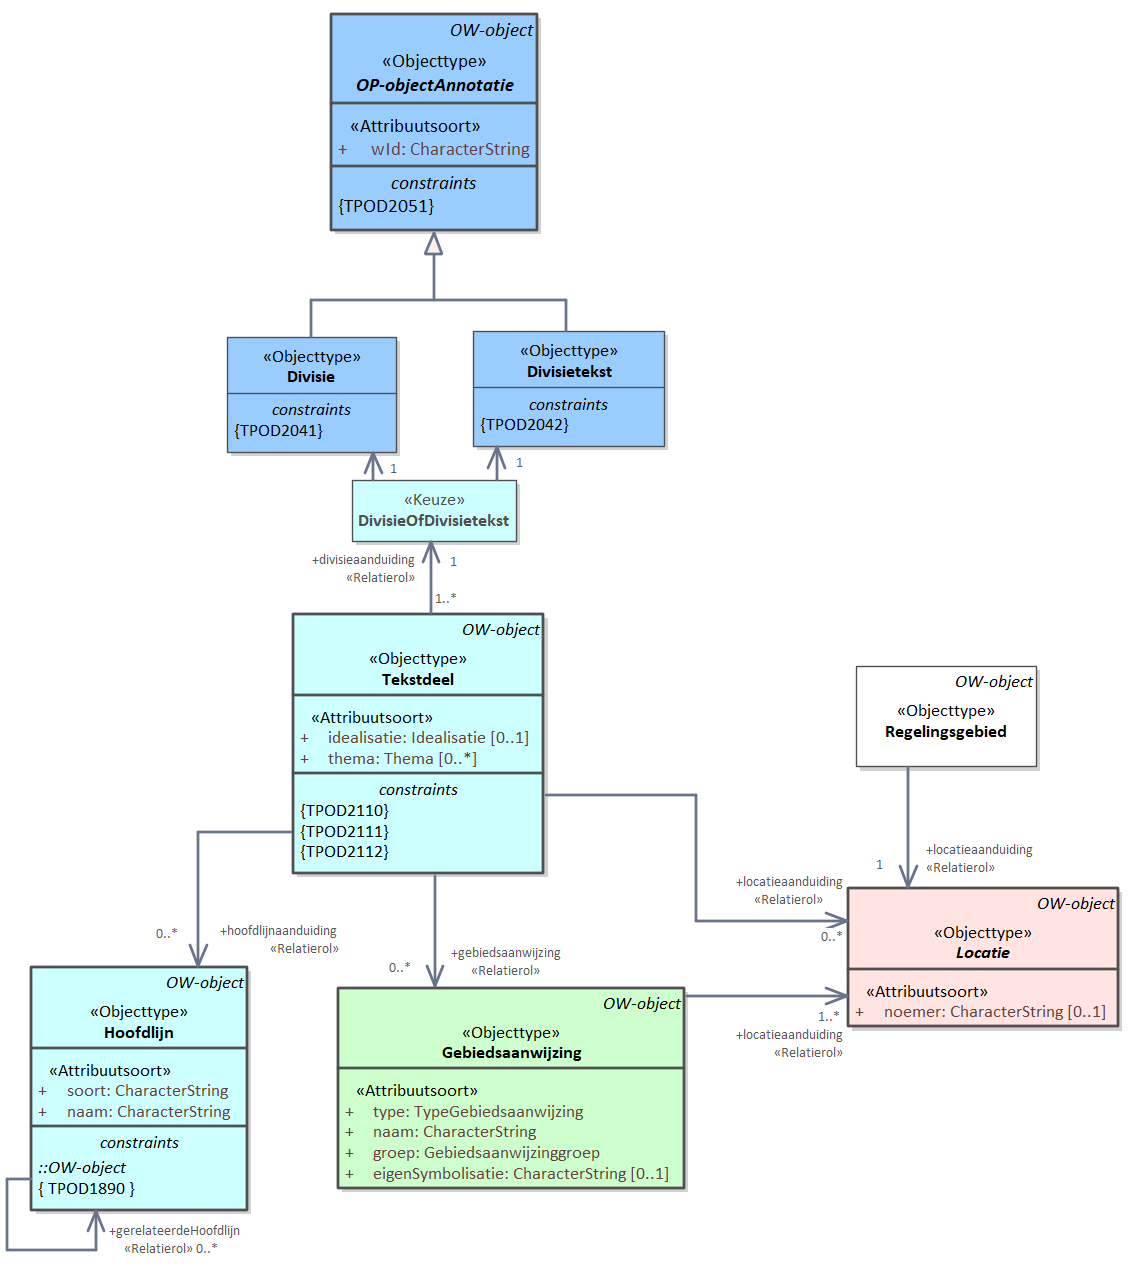 OW-object
«Objecttype»
OP-objectAnnotatie
«Attribuutsoort»
+ wId: CharacterString
constraints
{TPOD2051}
«Objecttype»
Divisie
constraints
{TPOD2041}
«Objecttype»
Divisietekst
constraints
{TPOD2042}
1
1
«Keuze»
DivisieOfDivisietekst
+divisieaanduiding
«Relatierol»
1
1..*
OW-object
«Objecttype»
Tekstdeel
«Attribuutsoort»
+ idealisatie: Idealisatie [0..1]
+ thema: Thema [0..*]
constraints
{TPOD2110}
{TPOD2111}
{TPOD2112}
OW-object
«Objecttype»
Regelingsgebied
+locatieaanduiding
1
«Relatierol»
+locatieaanduiding
«Relatierol»
0..*
OW-object
«Objecttype»
Locatie
«Attribuutsoort»
+ noemer: CharacterString [0..1]
1..*
+locatieaanduiding
«Relatierol»
0..*
+hoofdlijnaanduiding
«Relatierol»
+gebiedsaanwijzing
0..*
«Relatierol»
OW-object
«Objecttype»
Hoofdlijn
«Attribuutsoort»
+ soort: CharacterString
+ naam: CharacterString
constraints
::OW-object
{ TPOD1890 }
+gerelateerdeHoofdlijn
«Relatierol» 0..*
OW-object
«Objecttype»
Gebiedsaanwijzing
«Attribuutsoort»
+ type: TypeGebiedsaanwijzing
+ naam: CharacterString
+ groep: Gebiedsaanwijzinggroep
+ eigenSymbolisatie: CharacterString [0..1]